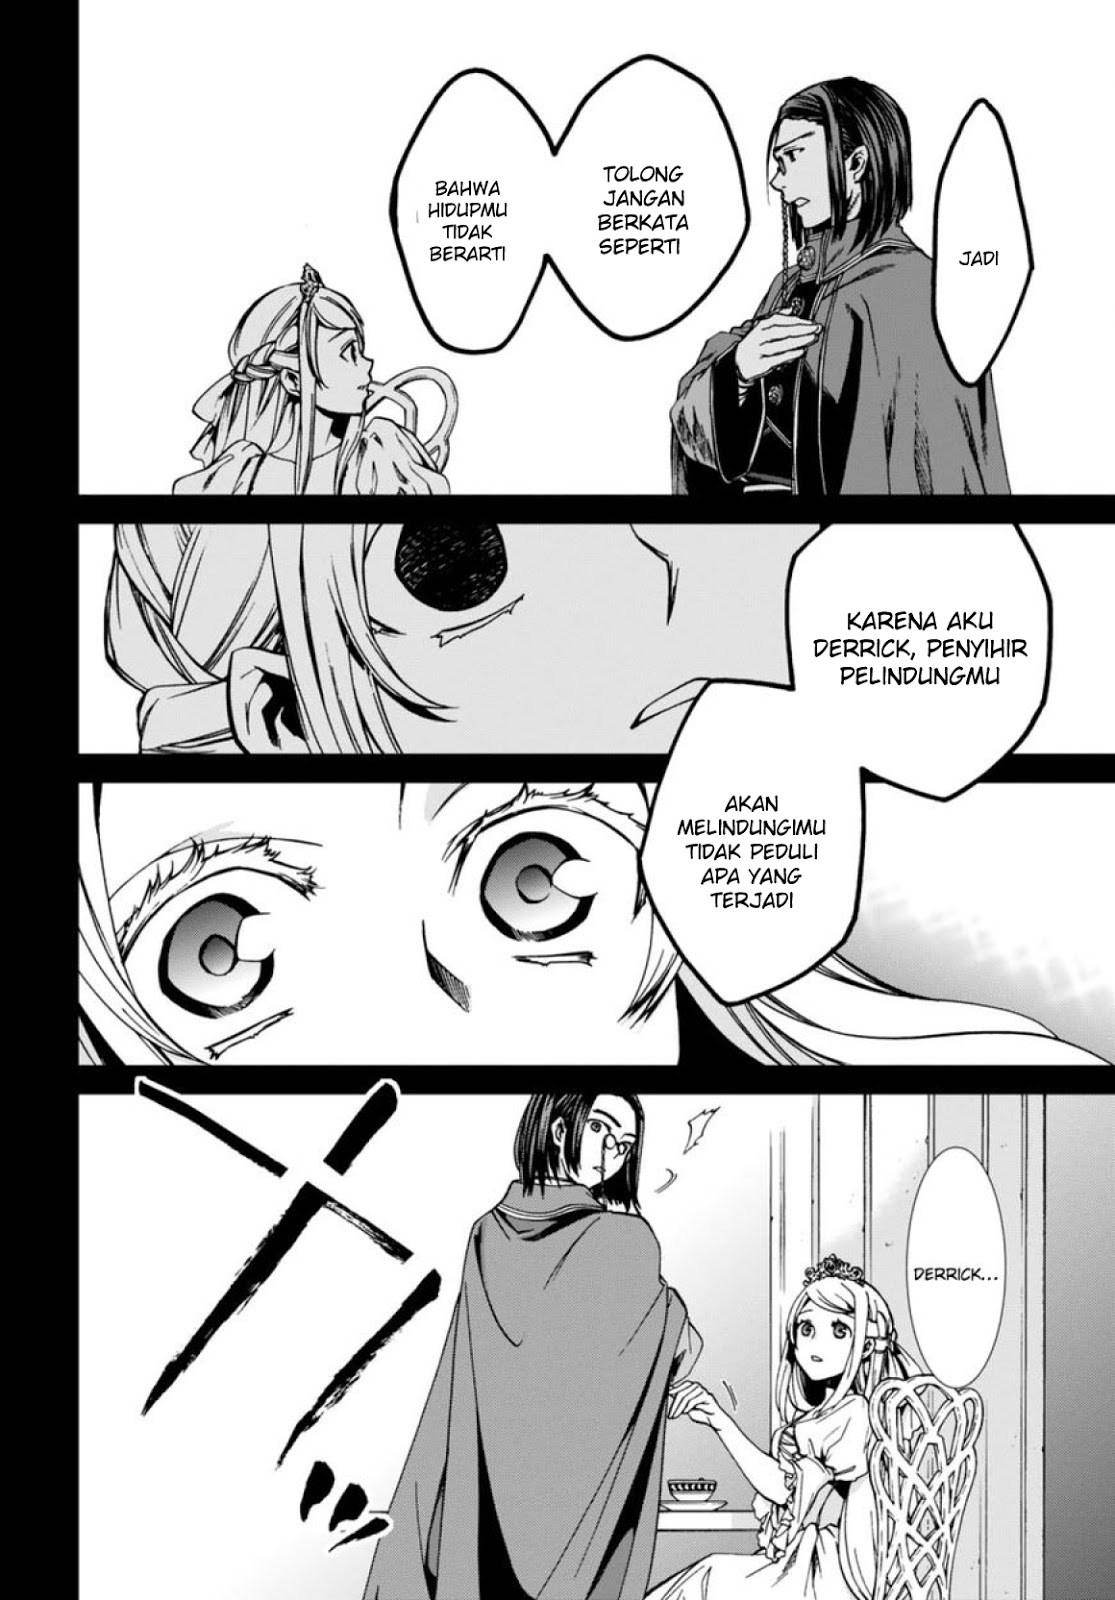 JADI
TOLONG
JANGAN
BERKATA
SEPERTI
BAHWA
HIDUPMU
TIDAK
BERARTI
KARENA AKU
DERRICK, PENYIHIR
PELINDUNGMU
AKAN
MELINDUNGIMU
TIDAK PEDULI
APA YANG
TERJADI
DERRICK...